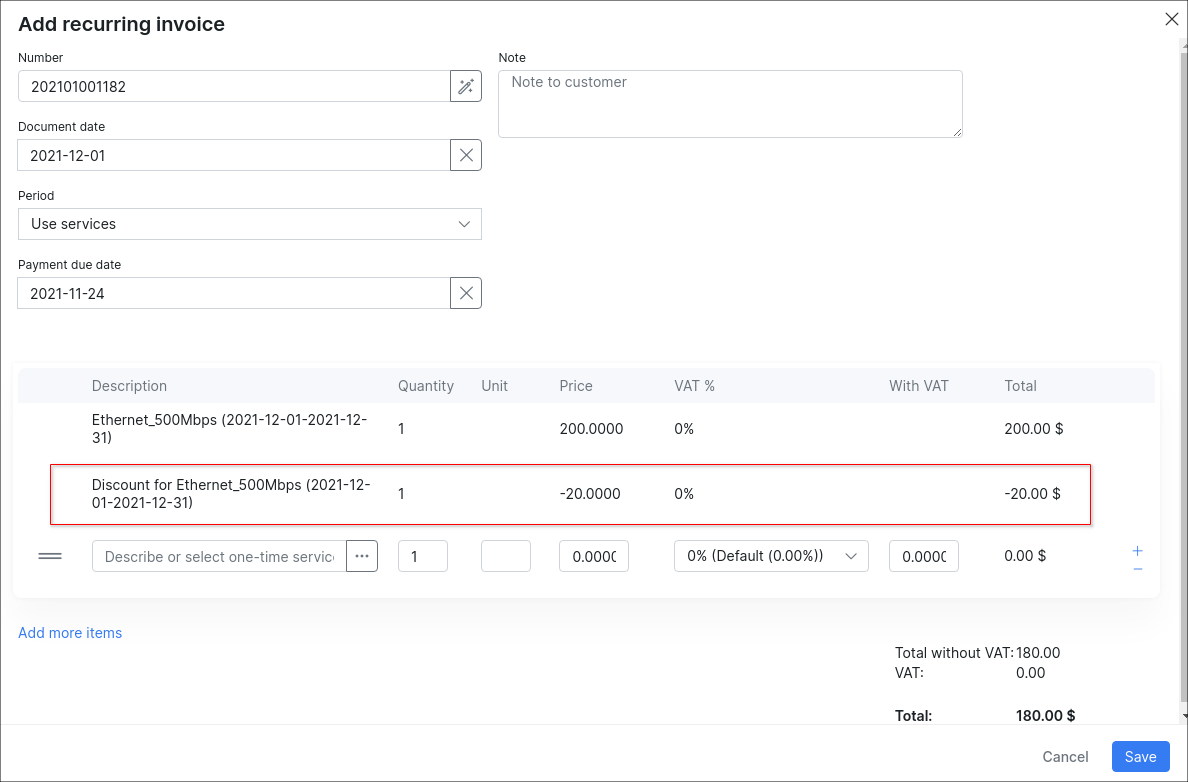 Add recurring invoice
Number
202101001182
Note
Note to customer
Document date
2021-12-01
Period
Use services
Payment due date
2021-11-24
Description Quantity Unit Price VAT % With VAT Total
Ethernet_500Mbps (2021-12-01-2021-12-
31) 1 200.0000 0% 200.00 $
Discount for Ethernet_500Mbps (2021-12-
01-2021-12-31) 1 -20.0000 0% -20.00 $
Describe or select one-time servic ... 1 0.000 0% (Default (0.00%)) 0.000 0.00 $
Add more items
Total without VAT: 180.00
VAT: 0.00
Total: 180.00 $
Cancel Save